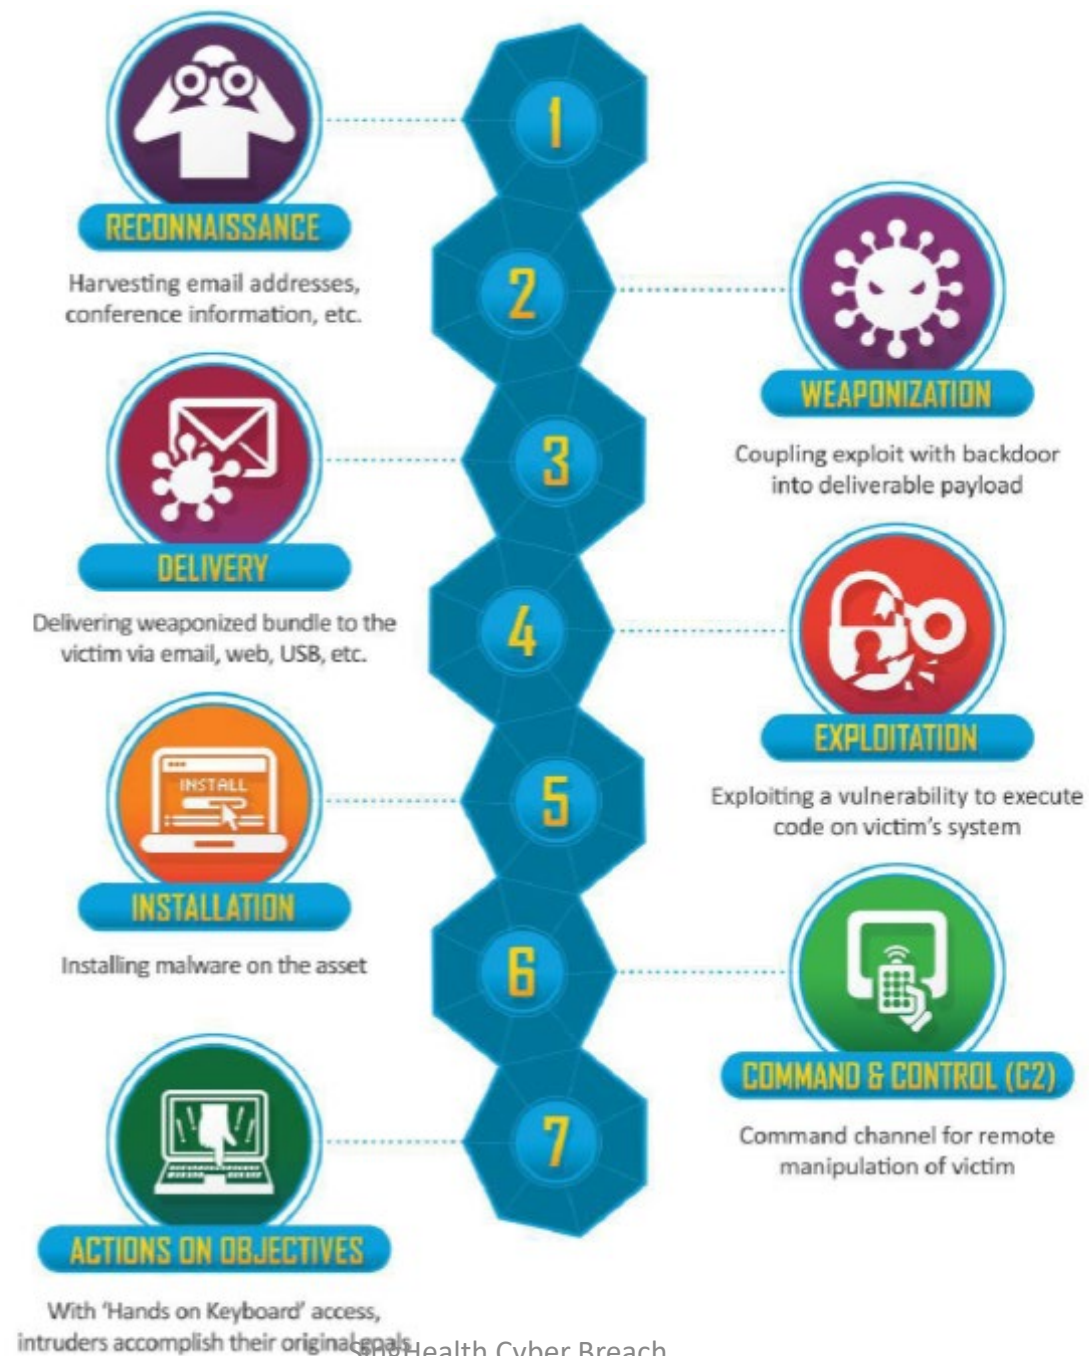 1
RECONNAISSANCE
Harvesting email addresses,
conference information, etc.
2
WEAPONIZATION
Coupling exploit with backdoor
into deliverable payload
3
DELIVERY
Delivering weaponized bundle to the
victim via email, web, USB, etc.
4
EXPLOITATION
Exploiting a vulnerability to execute
code on victim's system
5
INSTALL
INSTALLATION
Installing malware on the asset
6
COMMAND & CONTROL (C2)
Command channel for remote
manipulation of victim
7
ACTIONS ON OBJECTIVES
With 'Hands on Keyboard' access,
intruders accomplish their original goals
SingHealth Cyber Breach